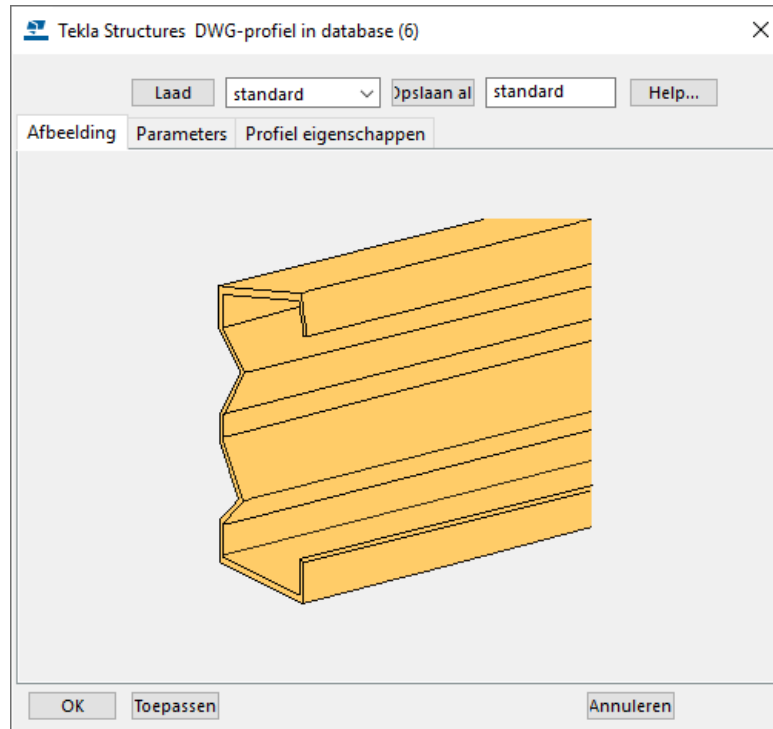 Tekla Structures DWG-profiel in database (6)
Laad standard Opslaan al standard Help...
Afbeelding Parameters Profiel eigenschappen
OK Toepassen Annuleren